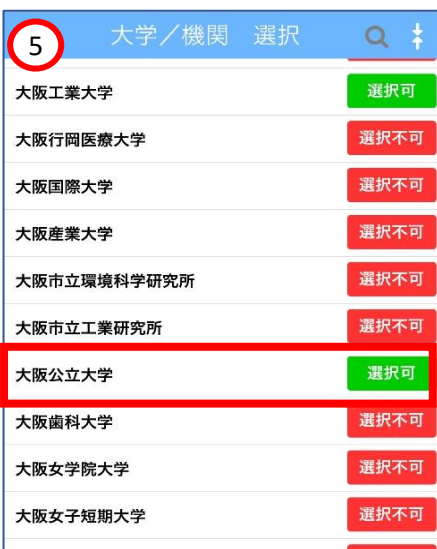 5 大学／機関 選択
大阪工業大学 選択可
大阪行岡医療大学 選択不可
大阪国際大学 選択不可
大阪産業大学 選択不可
大阪市立環境科学研究所 選択不可
大阪市立工業研究所 選択不可
大阪公立大学 選択可
大阪歯科大学 選択不可
大阪女学院大学 選択不可
大阪女子短期大学 選択不可